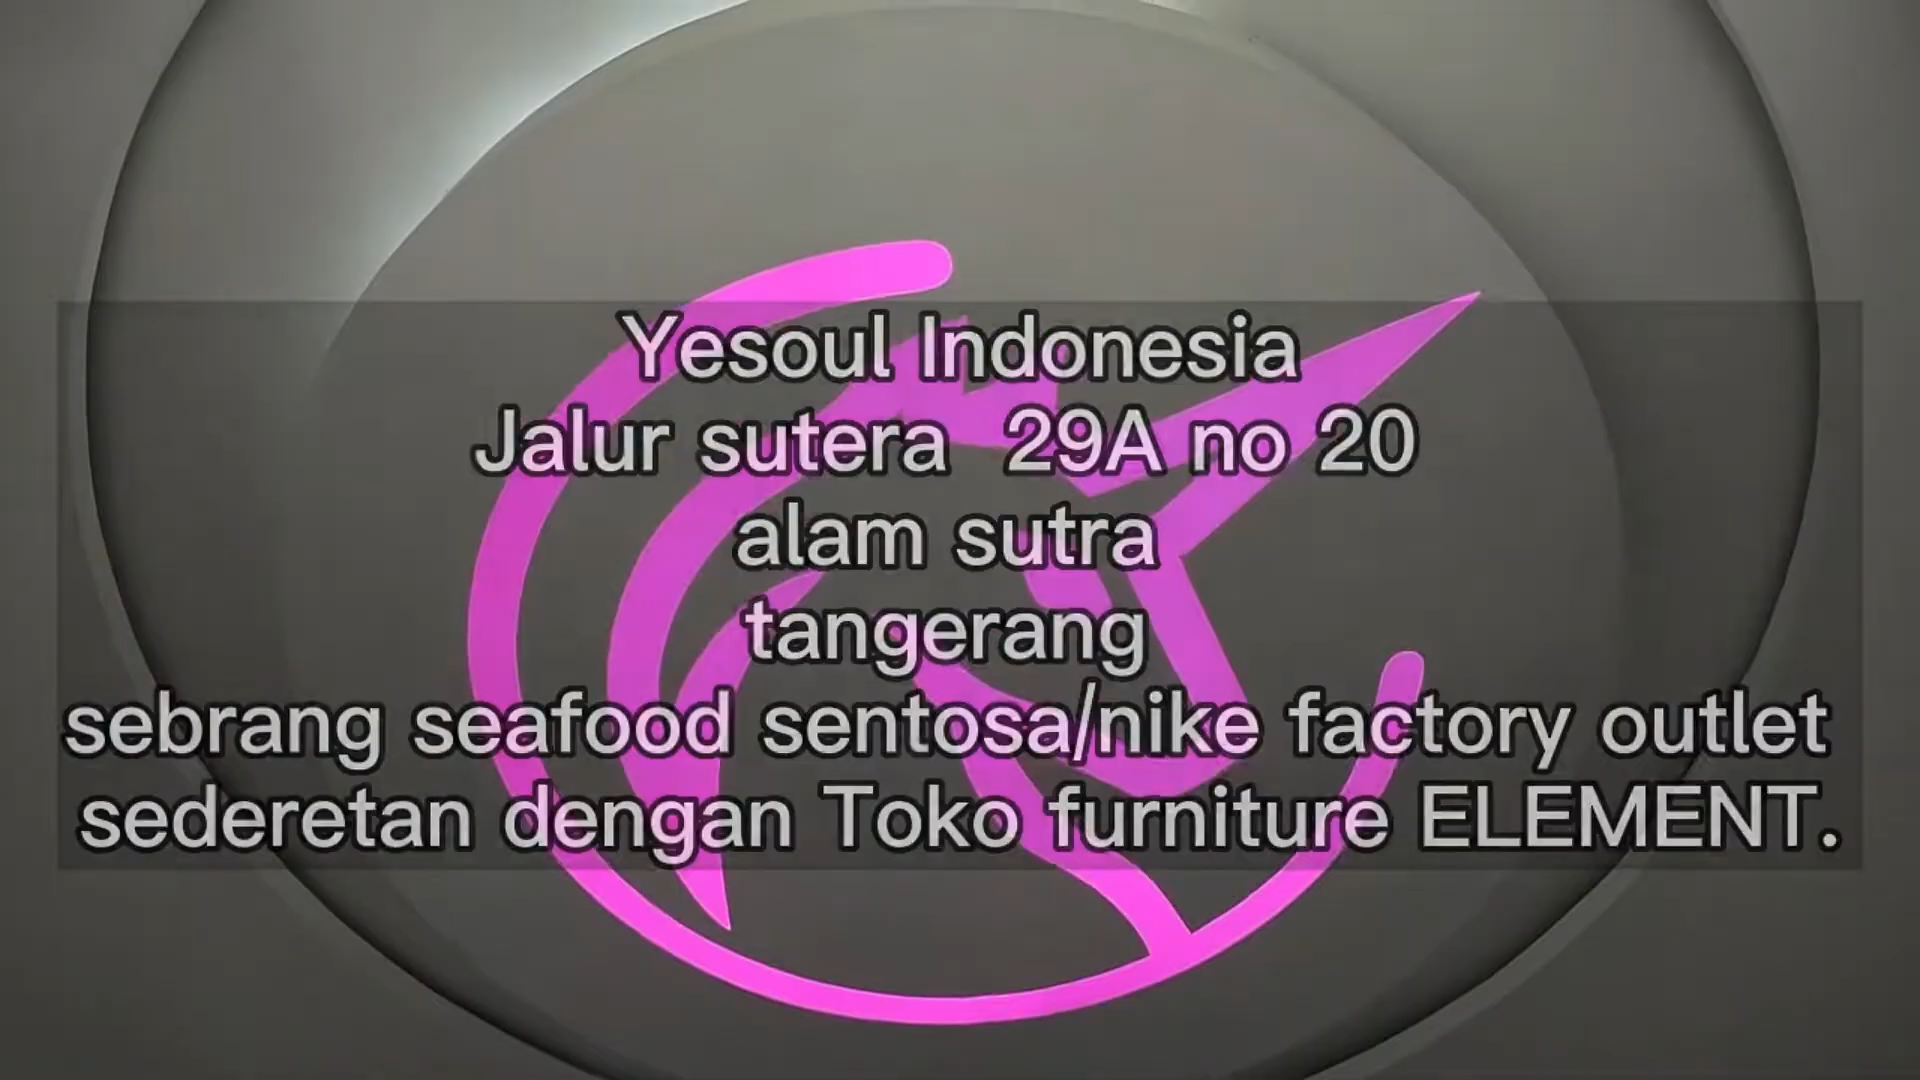 Yesoul Indonesia
Jalur sutera 29A no 20
alam sutra
tangerang
sebrang seafood sentosa/nike factory outlet
sederetan dengan Toko furniture ELEMENT.